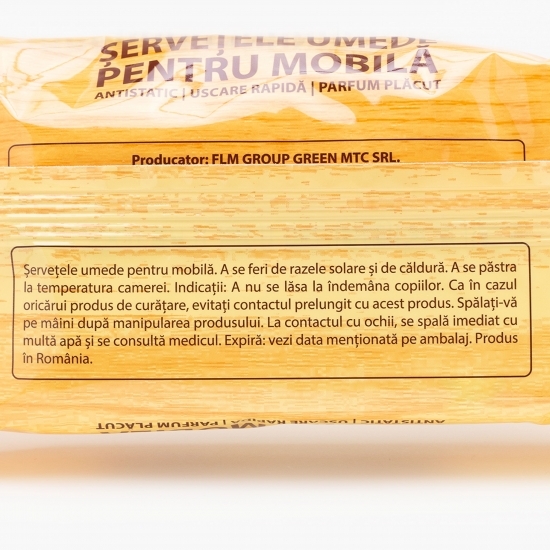 ȘERVEȚELE UMEDE
PENTRU MOBILĂ
ANTISTATIC | USCARE RAPIDĂ | PARFUM PLĂCUT
Producator: FLM GROUP GREEN MTC SRL.
Șervețele umede pentru mobilă. A se feri de razele solare și de căldură. A se păstra
la temperatura camerei. Indicații: A nu se lăsa la îndemâna copiilor. Ca în cazul
oricărui produs de curățare, evitați contactul prelungit cu acest produs. Spălați-vă
pe mâini după manipularea produsului. La contactul cu ochii, se spală imediat cu
multă apă și se consultă medicul. Expiră: vezi data menționată pe ambalaj. Produs
în România.
ANTISTATIC | USCARE RAPIDĂ | PARFUM PLĂCUT